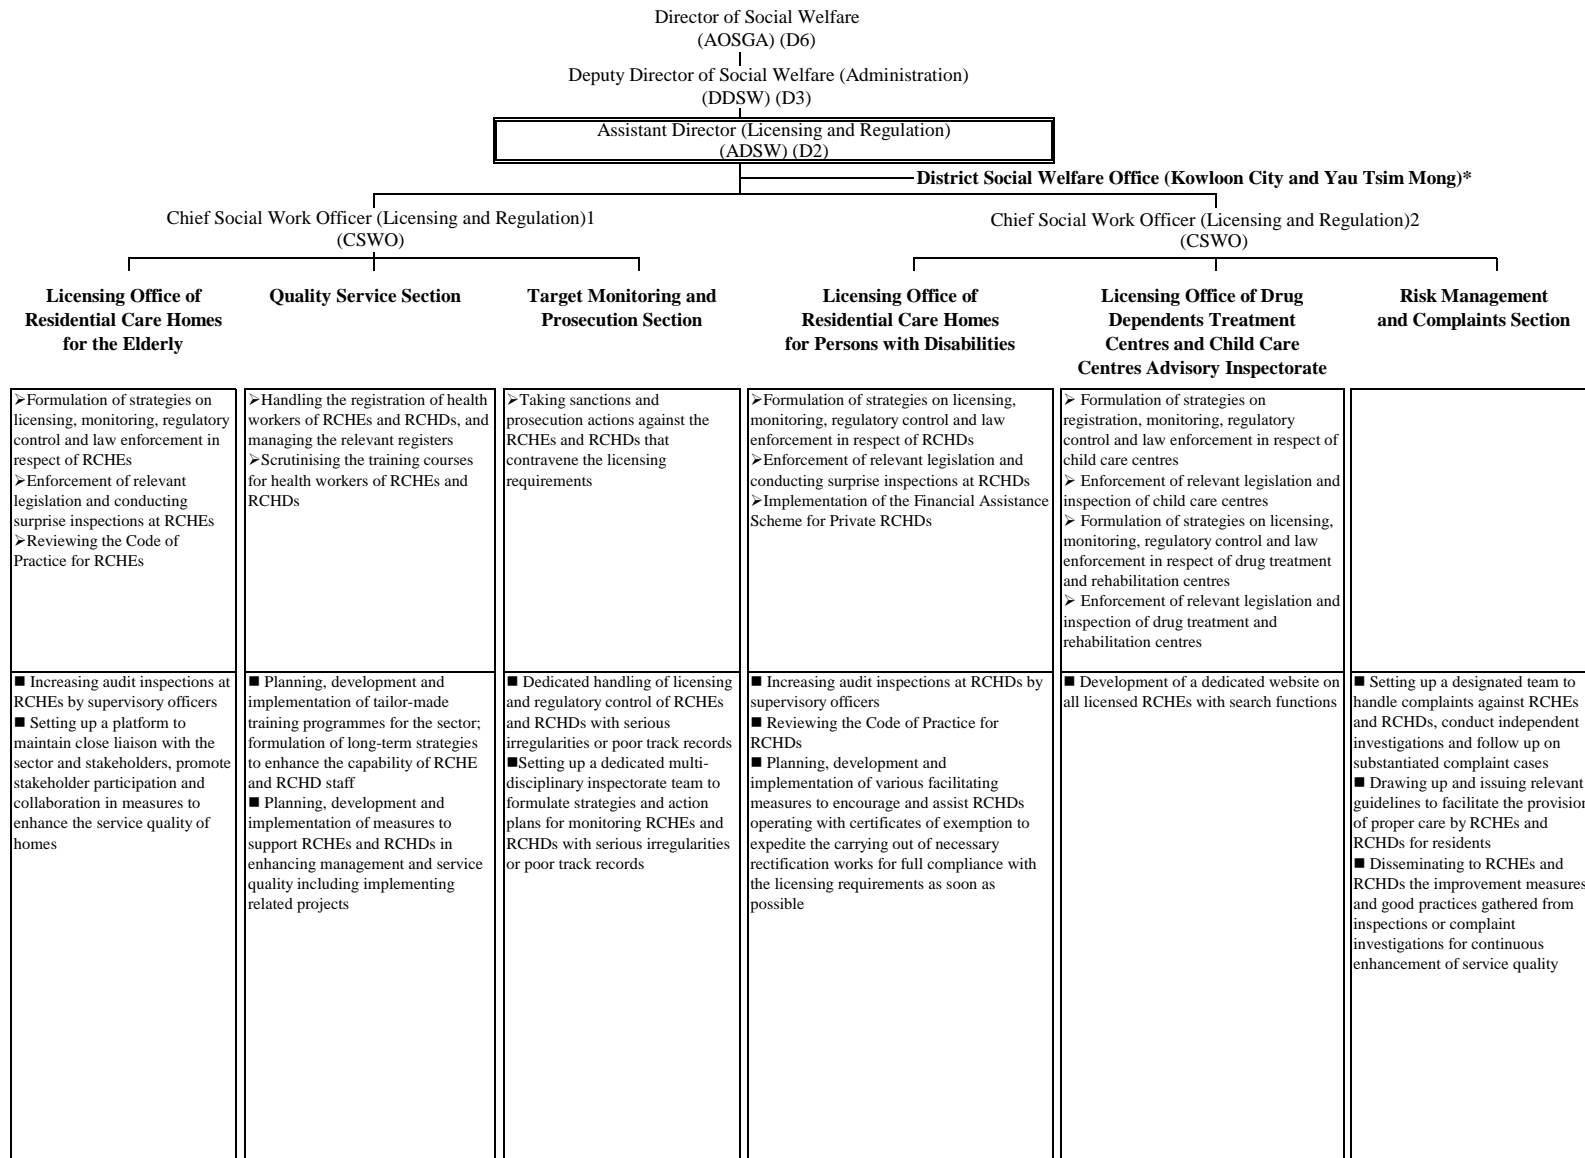 Director of Social Welfare
(AOSGA) (D6)
Deputy Director of Social Welfare (Administration)
(DDSW) (D3)
Assistant Director (Licensing and Regulation)
(ADSW) (D2)
District Social Welfare Office (Kowloon City and Yau Tsim Mong)*
Chief Social Work Officer (Licensing and Regulation)1
(CSWO)
Chief Social Work Officer (Licensing and Regulation)2
(CSWO)
Licensing Office of
Residential Care Homes
for the Elderly
Quality Service Section
Target Monitoring and
Prosecution Section
Licensing Office of
Residential Care Homes
for Persons with Disabilities
Licensing Office of Drug
Dependents Treatment
Centres and Child Care
Centres Advisory Inspectorate
Risk Management
and Complaints Section
➢Formulation of strategies on
licensing, monitoring, regulatory
control and law enforcement in
respect of RCHEs
➢Enforcement of relevant
legislation and conducting
surprise inspections at RCHEs
➢Reviewing the Code of
Practice for RCHEs
➢Handling the registration of health
workers of RCHEs and RCHDs, and
managing the relevant registers
➢Scrutinising the training courses
for health workers of RCHEs and
RCHDs
➢Taking sanctions and
prosecution actions against the
RCHEs and RCHDs that
contravene the licensing
requirements
➢Formulation of strategies on licensing,
monitoring, regulatory control and law
enforcement in respect of RCHDs
➢Enforcement of relevant legislation and
conducting surprise inspections at RCHDs
➢Implementation of the Financial Assistance
Scheme for Private RCHDs
➢ Formulation of strategies on
registration, monitoring, regulatory
control and law enforcement in respect of
child care centres
➢ Enforcement of relevant legislation and
inspection of child care centres
➢ Formulation of strategies on licensing,
monitoring, regulatory control and law
enforcement in respect of drug treatment
and rehabilitation centres
➢ Enforcement of relevant legislation and
inspection of drug treatment and
rehabilitation centres
■ Increasing audit inspections at
RCHEs by supervisory officers
■ Setting up a platform to
maintain close liaison with the
sector and stakeholders, promote
stakeholder participation and
collaboration in measures to
enhance the service quality of
homes
■ Planning, development and
implementation of tailor-made
training programmes for the sector;
formulation of long-term strategies
to enhance the capability of RCHE
and RCHD staff
■ Planning, development and
implementation of measures to
support RCHEs and RCHDs in
enhancing management and service
quality including implementing
related projects
■ Dedicated handling of licensing
and regulatory control of RCHEs
and RCHDs with serious
irregularities or poor track records
■Setting up a dedicated multi-
disciplinary inspectorate team to
formulate strategies and action
plans for monitoring RCHEs and
RCHDs with serious irregularities
or poor track records
■ Increasing audit inspections at RCHDs by
supervisory officers
■ Reviewing the Code of Practice for
RCHDs
■ Planning, development and
implementation of various facilitating
measures to encourage and assist RCHDs
operating with certificates of exemption to
expedite the carrying out of necessary
rectification works for full compliance with
the licensing requirements as soon as
possible
■ Development of a dedicated website on
all licensed RCHEs with search functions
■ Setting up a designated team to
handle complaints against RCHEs
and RCHDs, conduct independent
investigations and follow up on
substantiated complaint cases
■ Drawing up and issuing relevant
guidelines to facilitate the provision
of proper care by RCHEs and
RCHDs for residents
■ Disseminating to RCHEs and
RCHDs the improvement measures
and good practices gathered from
inspections or complaint
investigations for continuous
enhancement of service quality